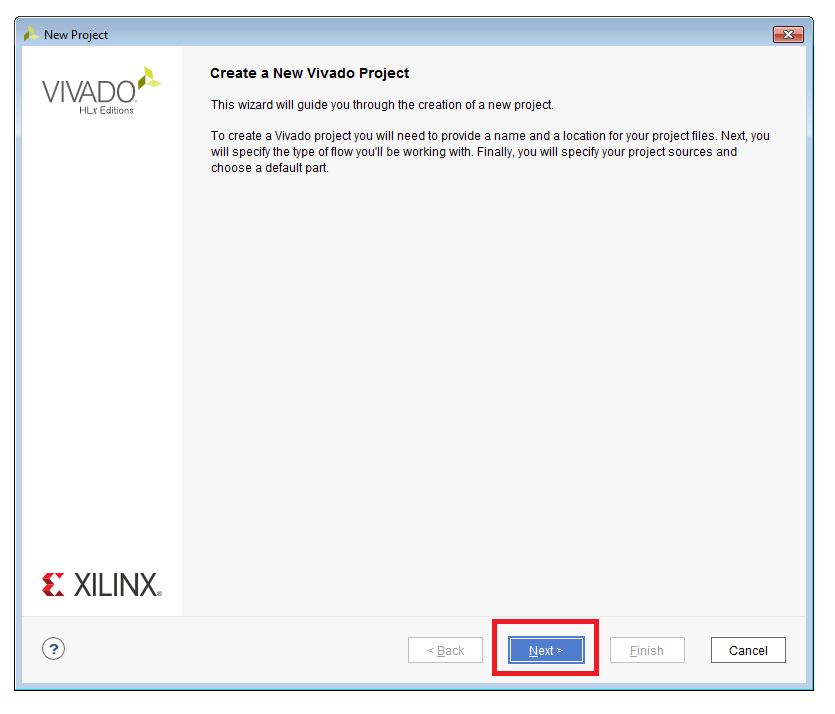 New Project
VIVADO.
HLx Editions
Create a New Vivado Project
This wizard will guide you through the creation of a new project.
To create a Vivado project you will need to provide a name and a location for your project files. Next, you
will specify the type of flow you'll be working with. Finally, you will specify your project sources and
choose a default part.
XILINX®
?
< Back
Next >
Finish
Cancel